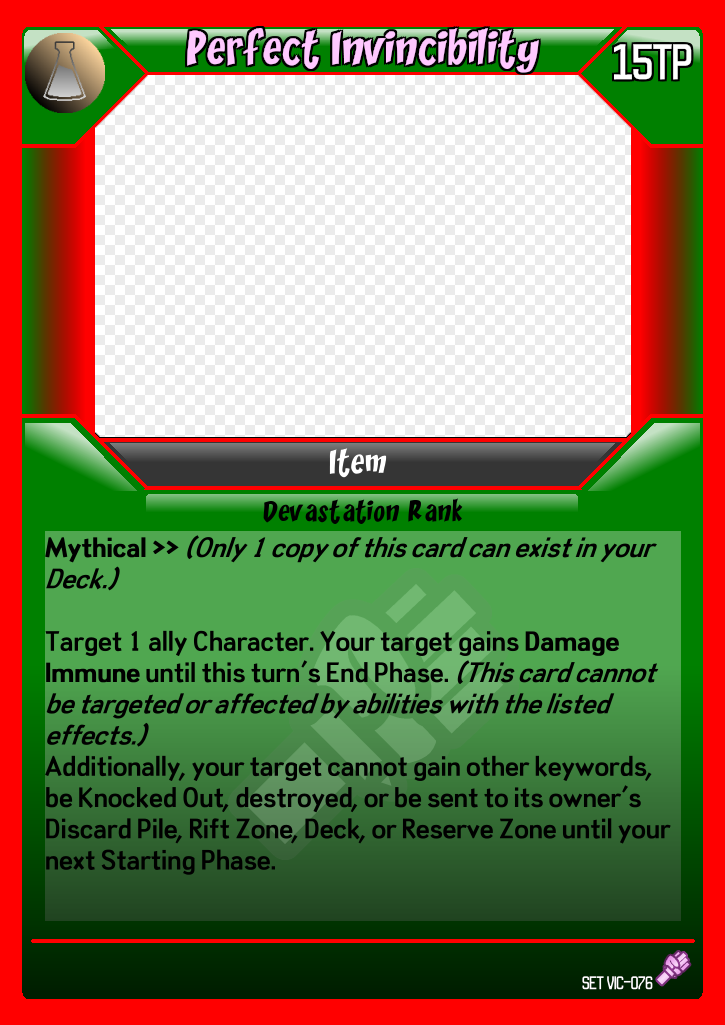 Perfect Invincibility
15TP
Item
Devastation Rank
Mythical >> (Only 1 copy of this card can exist in your
Deck.)
Target 1 ally Character. Your target gains Damage
Immune until this turn's End Phase. (This card cannot
be targeted or affected by abilities with the listed
effects.)
Additionally, your target cannot gain other keywords,
be Knocked Out, destroyed, or be sent to its owner's
Discard Pile, Rift Zone, Deck, or Reserve Zone until your
next Starting Phase.
SET VIC-076